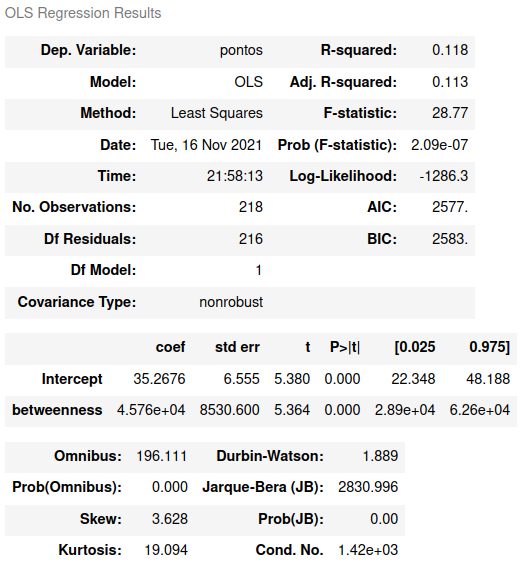 OLS Regression Results
Dep. Variable: pontos R-squared: 0.118
Model: OLS Adj. R-squared: 0.113
Method: Least Squares F-statistic: 28.77
Date: Tue, 16 Nov 2021 Prob (F-statistic): 2.09e-07
Time: 21:58:13 Log-Likelihood: -1286.3
No. Observations: 218 AIC: 2577.
Df Residuals: 216 BIC: 2583.
Df Model: 1
Covariance Type: nonrobust
coef std err t P>|t| [0.025 0.975]
Intercept 35.2676 6.555 5.380 0.000 22.348 48.188
betweenness 4.576e+04 8530.600 5.364 0.000 2.89e+04 6.26e+04
Omnibus: 196.111 Durbin-Watson: 1.889
Prob(Omnibus): 0.000 Jarque-Bera (JB): 2830.996
Skew: 3.628 Prob(JB): 0.00
Kurtosis: 19.094 Cond. No. 1.42e+03